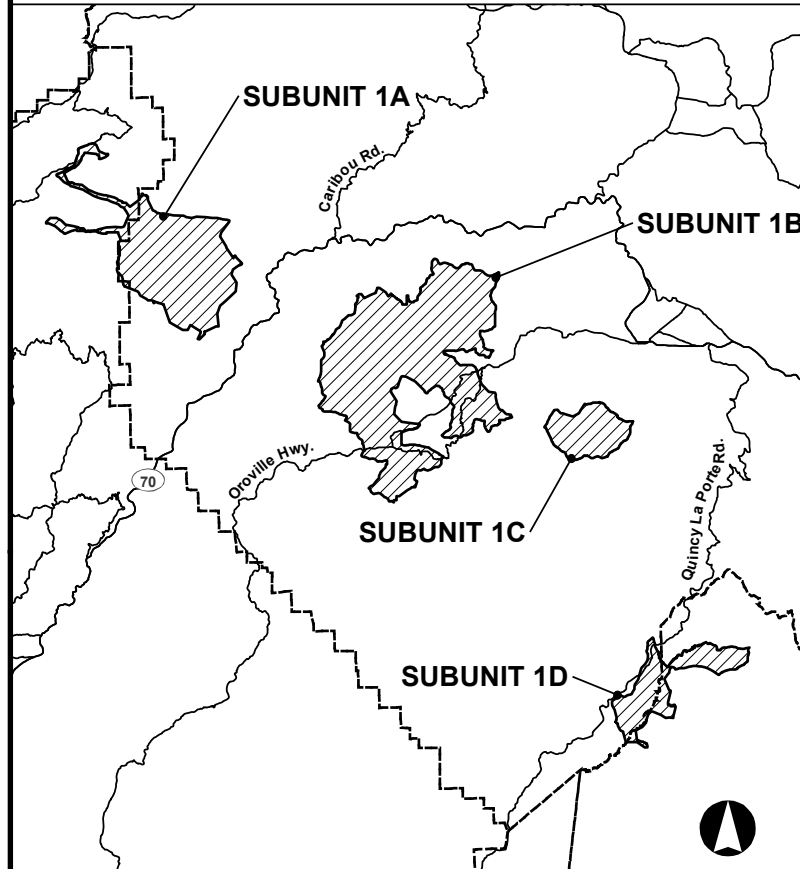 SUBUNIT 1A
Caribou Rd.
SUBUNIT 1B
Oroville Hwy.
70
Quincy La Porte Rd.
SUBUNIT 1C
SUBUNIT 1D